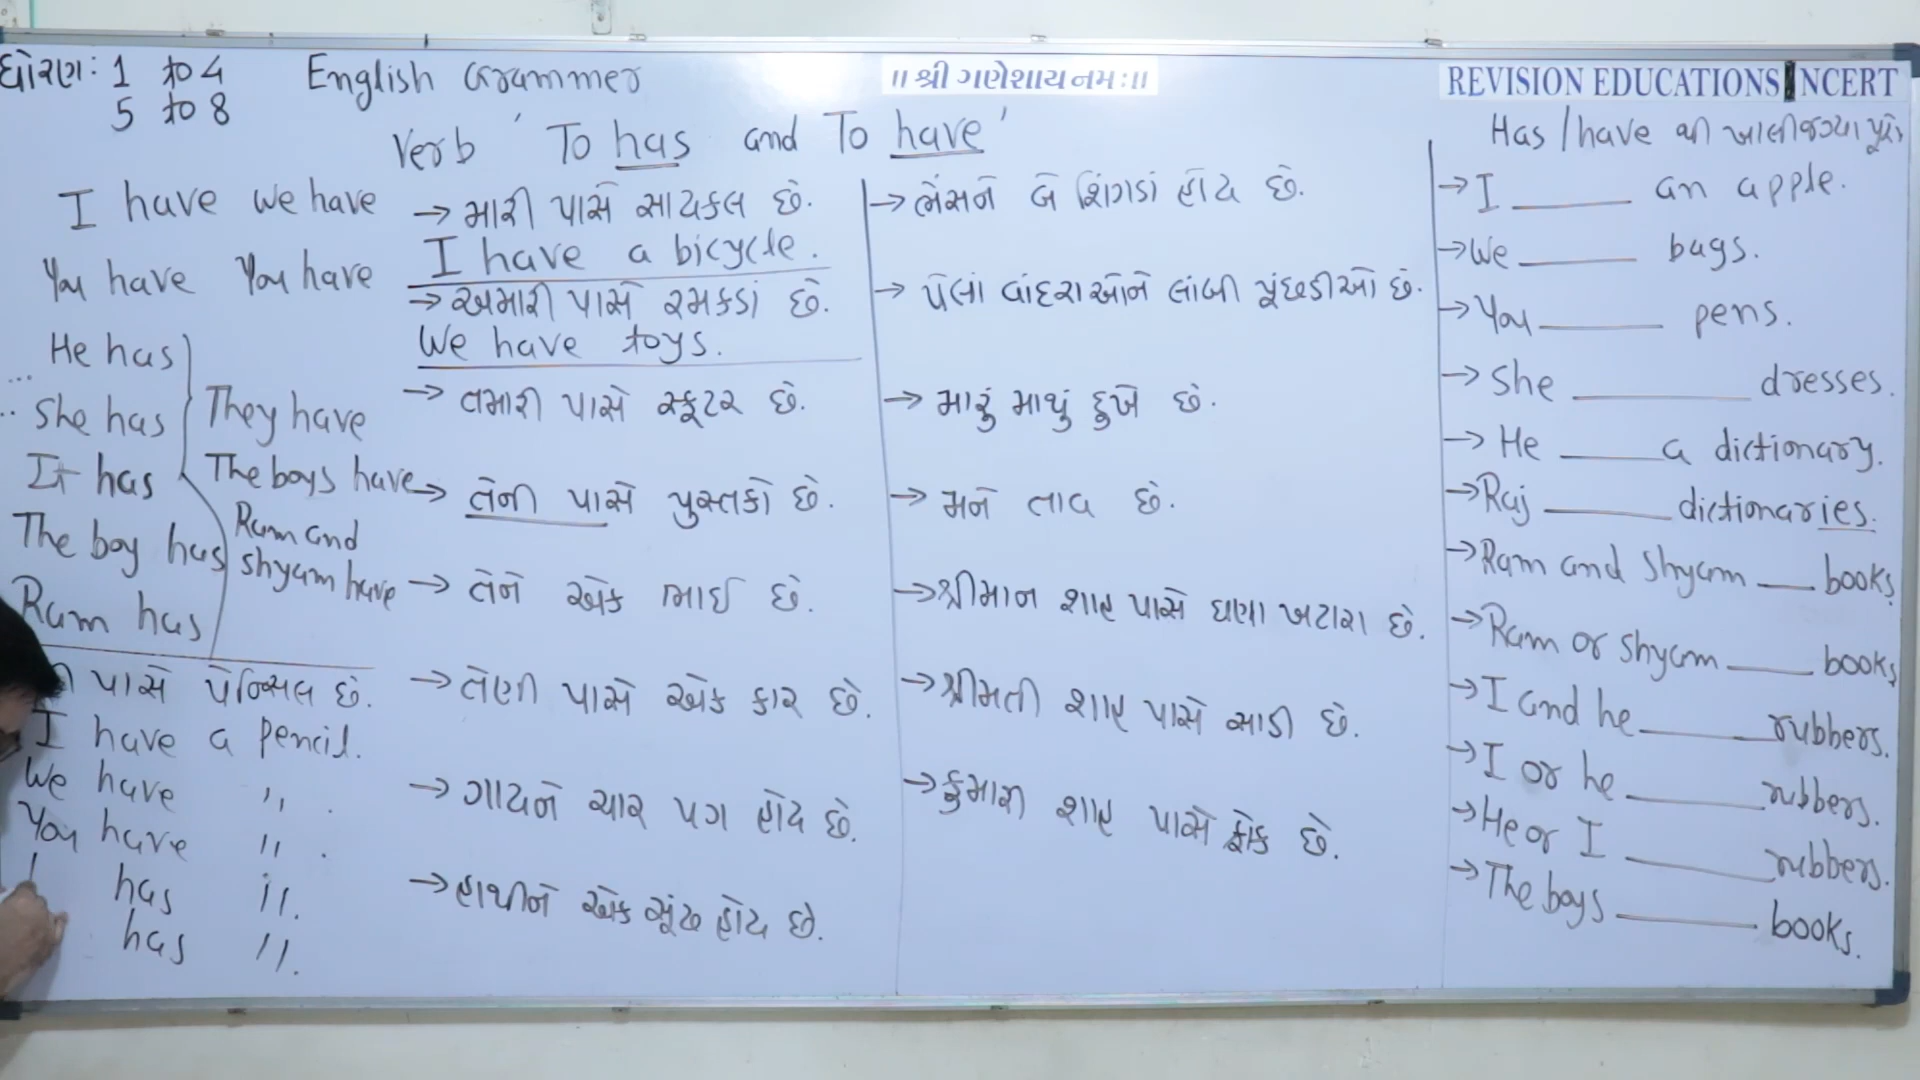 ધોરણ: 1 to 4
5 to 8
English Grammer
॥ શ્રી ગણેશાય નમઃ॥
REVISION EDUCATIONS NCERT
Verb 'To has and To have'
I have We have
You have You have
He has
She has
It has
The boy has
Ram has
They have
The boys have
Ram and
Shyam have
પાસે પેન્સિલ છે.
I have a pencil.
We have ,, .
You have ,, .
has ,, .
has ,, .
→ મારી પાસે સાયકલ છે.
I have a bicycle.
→ અમારી પાસે રમકડાં છે.
We have toys.
→ તમારી પાસે સ્કૂટર છે.
→ તેની પાસે પુસ્તકો છે.
→ તેને એક ભાઈ છે.
→ તેણી પાસે એક કાર છે.
→ ગાયને ચાર પગ હોય છે.
→ હાથીને એક સૂંઢ હોય છે.
→ ભેંસને બે શિંગડાં હોય છે.
→ પેલાં વાંદરાઓને લાંબી પૂંછડીઓ છે.
→ મારું માથું દુખે છે.
→ મને તાવ છે.
→ શ્રીમાન શાહ પાસે ઘણા ખટારા છે.
→ શ્રીમતી શાહ પાસે સાડી છે.
→ કુમારી શાહ પાસે ફ્રોક છે.
Has / have થી ખાલીજગ્યા પૂરો
→ I ____ an apple.
→ We ____ bags.
→ You ____ pens.
→ She ____ dresses.
→ He ____ a dictionary.
→ Raj ____ dictionaries.
→ Ram and Shyam ____ books.
→ Ram or Shyam ____ books.
→ I and he ____ rubbers.
→ I or he ____ rubbers.
→ He or I ____ rubbers.
→ The boys ____ books.